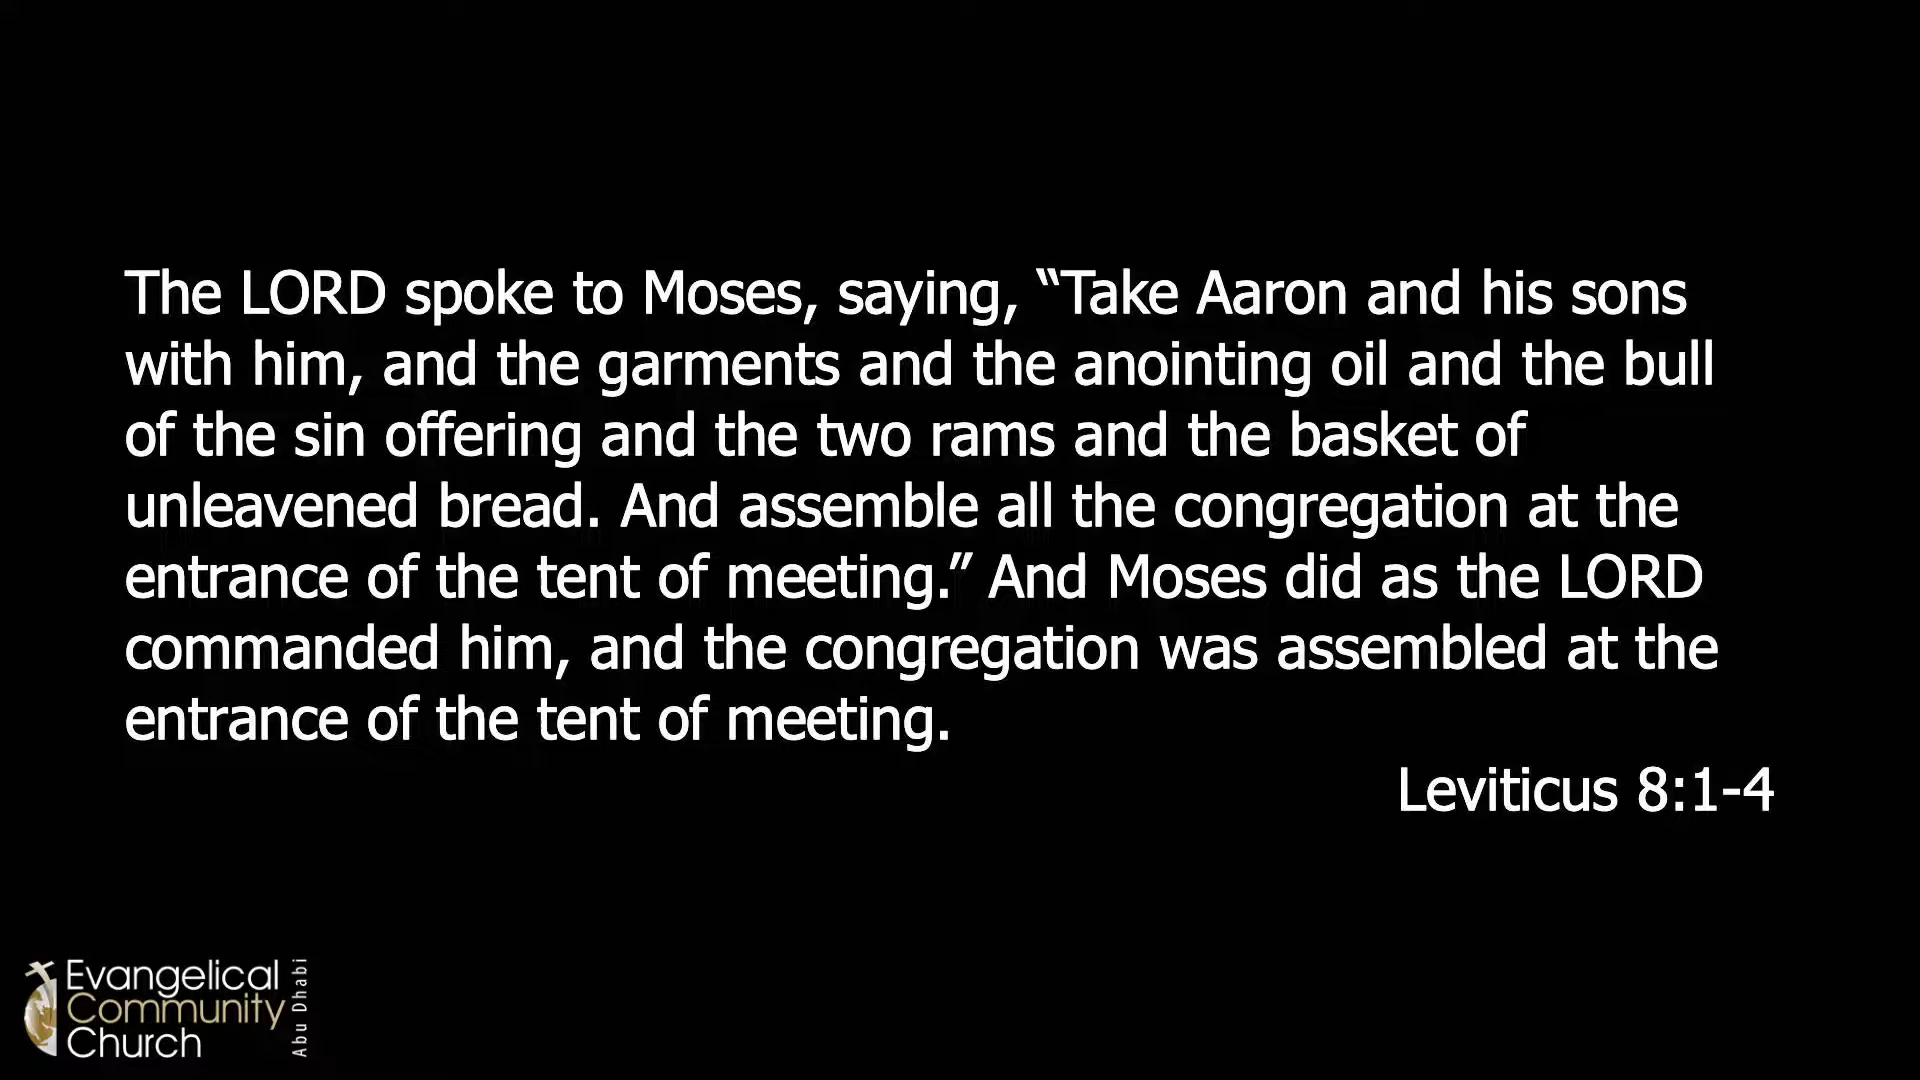 The LORD spoke to Moses, saying, “Take Aaron and his sons
with him, and the garments and the anointing oil and the bull
of the sin offering and the two rams and the basket of
unleavened bread. And assemble all the congregation at the
entrance of the tent of meeting.” And Moses did as the LORD
commanded him, and the congregation was assembled at the
entrance of the tent of meeting.
Leviticus 8:1-4
Evangelical
Community
Church
Abu Dhabi